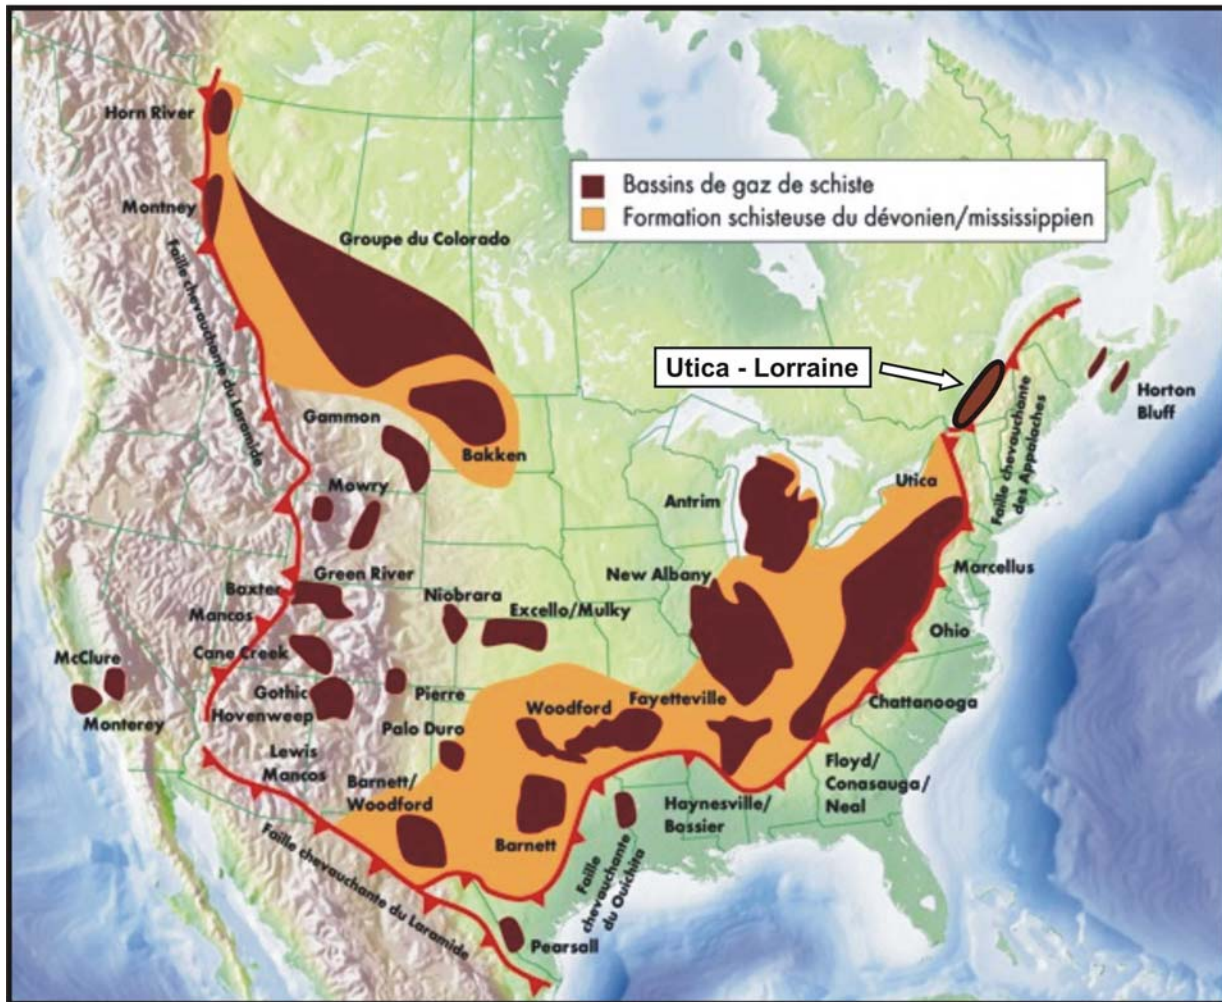 Horn River
Bassins de gaz de schiste
Formation schisteuse du dévonien/mississippien
Montney
Groupe du Colorado
Faille chevauchante du Laramide
Utica - Lorraine
Horton
Bluff
Faille chevauchante
des Appalaches
Gammon
Bakken
Utica
Antrim
Mowry
Marcellus
Green River
New Albany
Baxter
Niobrara
Excello/Mulky
Mancos
Ohio
Cane Creek
McClure
Gothic
Pierre
Fayetteville
Chattanooga
Monterey
Hovenweep
Woodford
Palo Duro
Lewis
Mancos
Floyd/
Conasauga/
Neal
Barnett/
Woodford
Haynesville/
Bossier
Barnett
Faille
chevauchante
du Ouichita
Faille chevauchante du Laramide
Pearsall